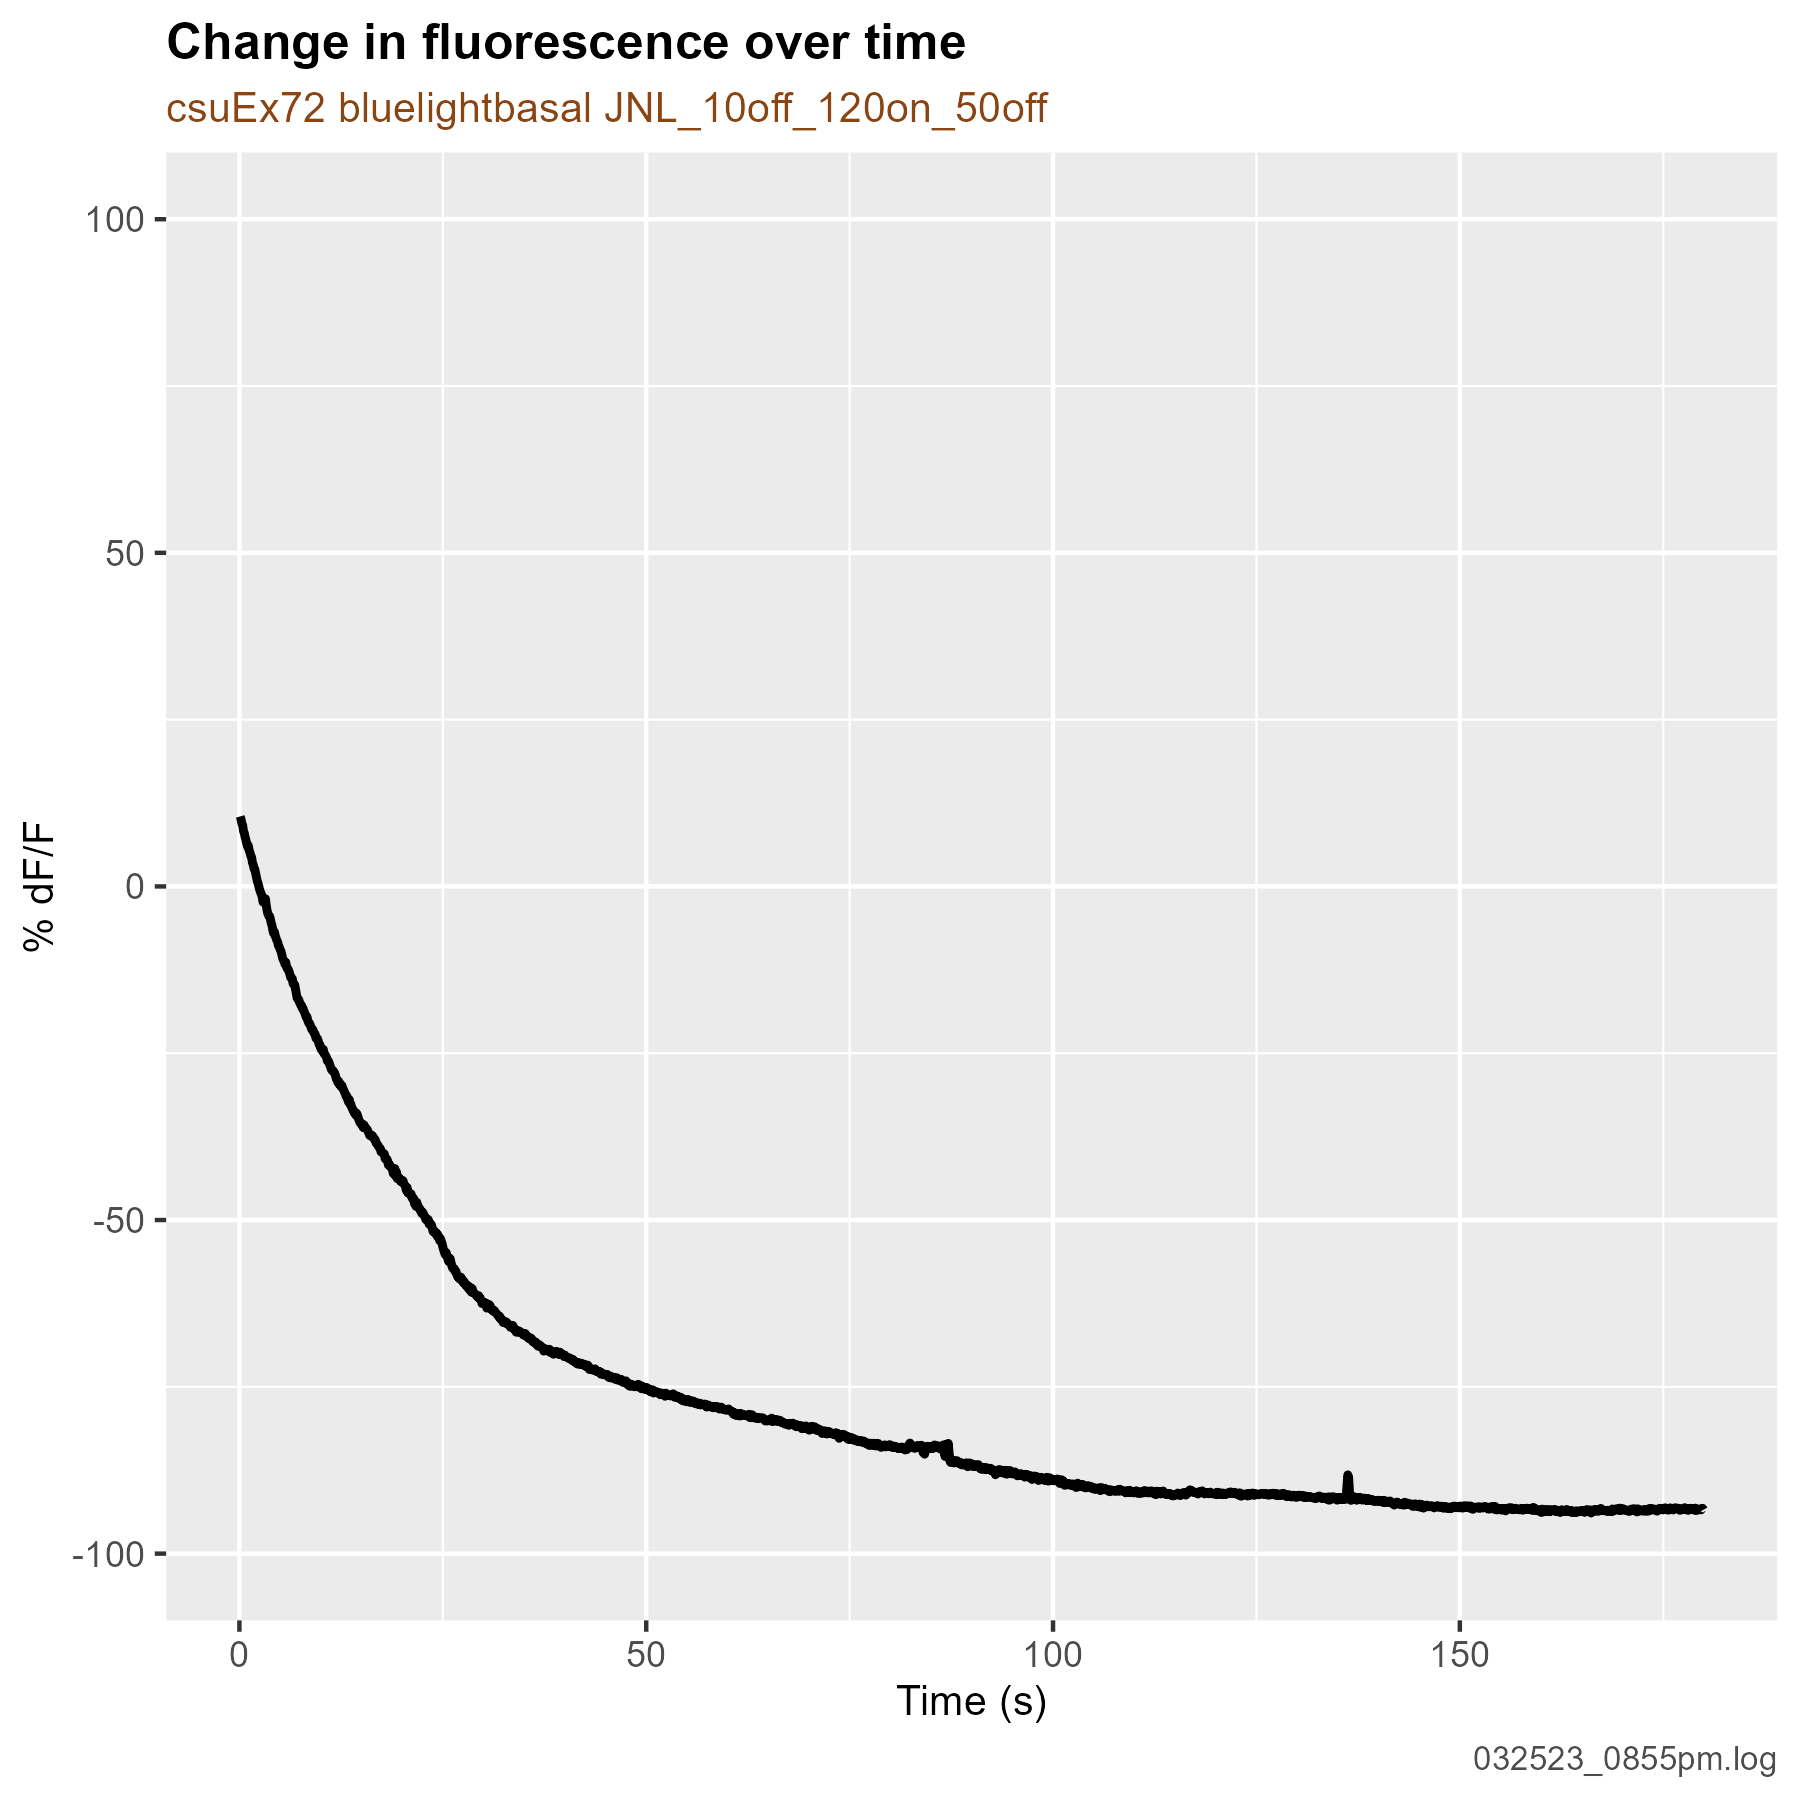 Change in fluorescence over time
csuEx72 bluelightbasal JNL_10off_120on_50off
% dF/F
100
50
0
-50
-100
0 50 100 150
Time (s)
032523_0855pm.log